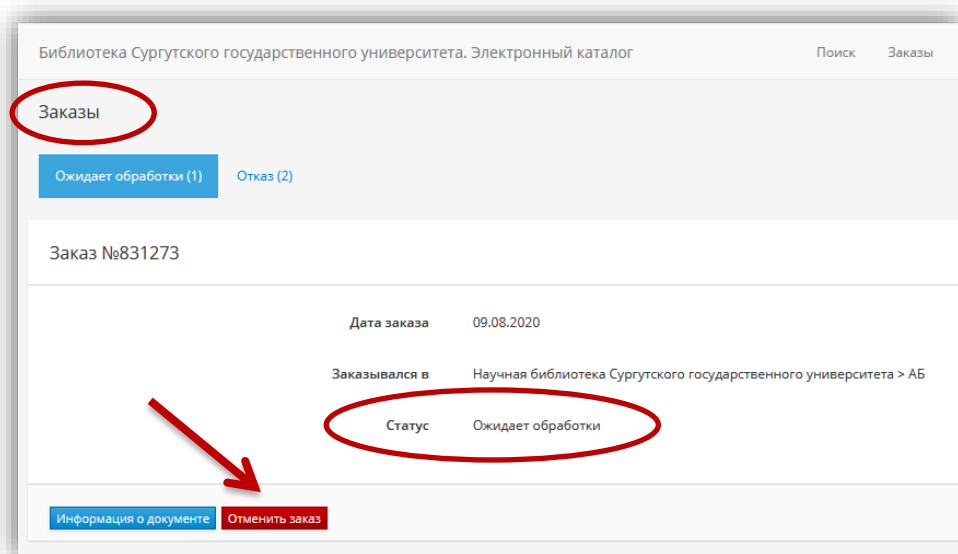 Библиотека Сургутского государственного университета. Электронный каталог Поиск Заказы
Заказы
Ожидает обработки (1) Отказ (2)
Заказ №831273
Дата заказа 09.08.2020
Заказывался в Научная библиотека Сургутского государственного университета > АБ
Статус Ожидает обработки
Информация о документе Отменить заказ